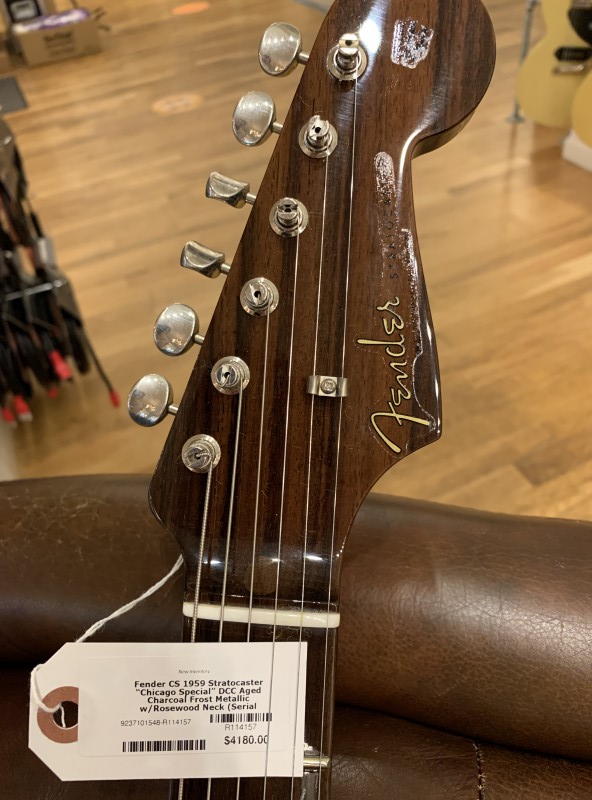 Fender
New Inventory
Fender CS 1959 Stratocaster
"Chicago Special" DCC Aged
Charcoal Frost Metallic
w/Rosewood Neck (Serial
9237101548-R114157
R114157
$4180.00